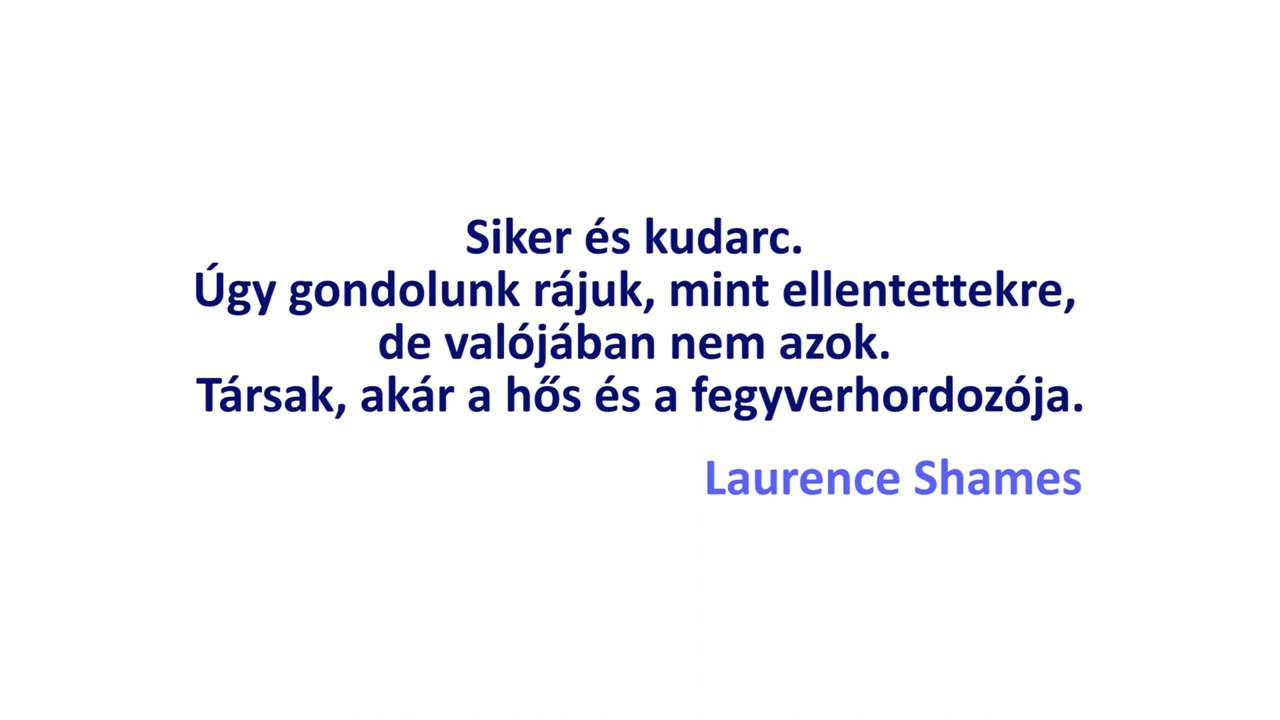 Siker és kudarc.
Úgy gondolunk rájuk, mint ellentettekre,
de valójában nem azok.
Társak, akár a hős és a fegyverhordozója.
Laurence Shames